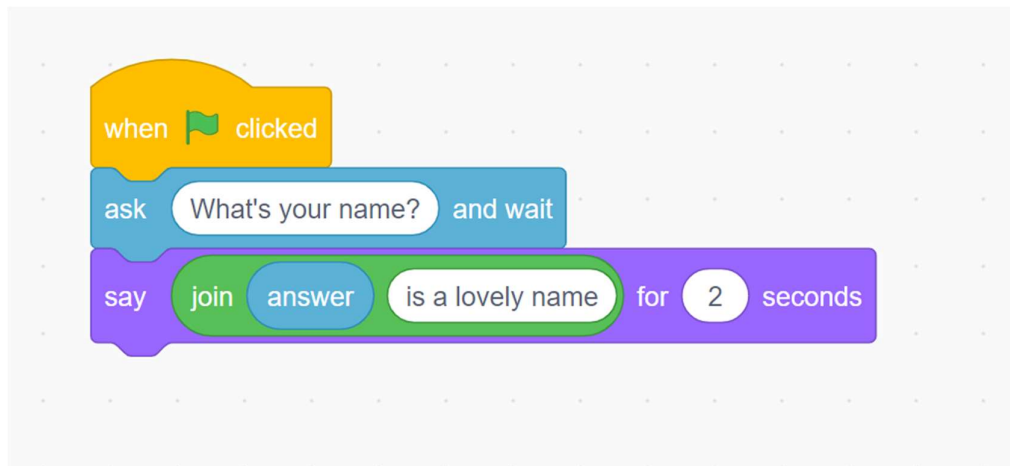 when clicked
ask What's your name? and wait
say join answer is a lovely name for 2 seconds